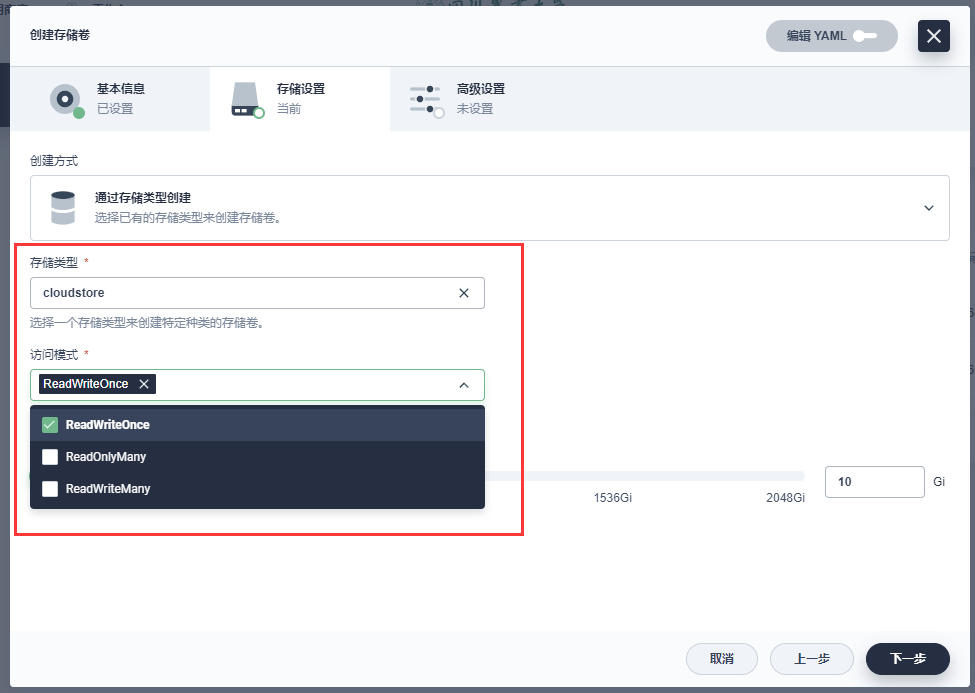 创建存储卷
编辑 YAML
基本信息
已设置
存储设置
当前
高级设置
未设置
创建方式
通过存储类型创建
选择已有的存储类型来创建存储卷。
存储类型 *
cloudstore
选择一个存储类型来创建特定种类的存储卷。
访问模式 *
ReadWriteOnce
ReadWriteOnce
ReadOnlyMany
ReadWriteMany
1536Gi
2048Gi
10
Gi
取消
上一步
下一步